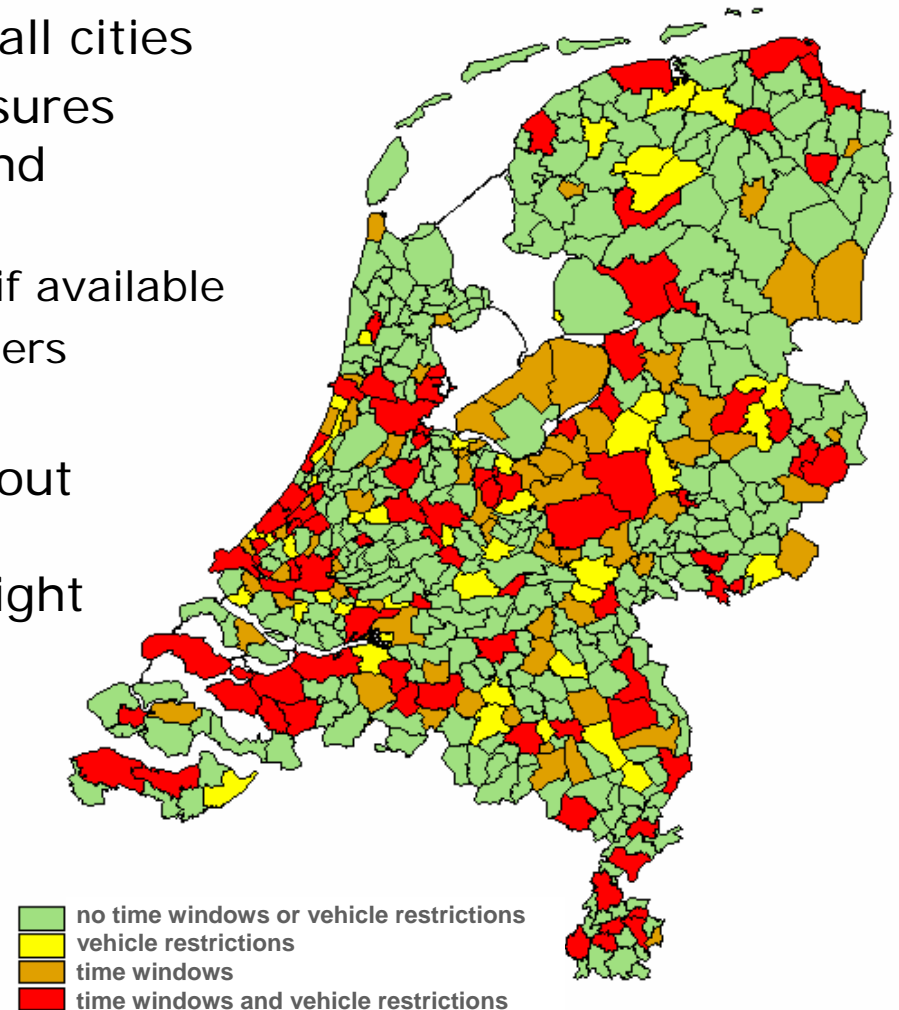 all cities
sures
nd
if available
ers
out
ight
no time windows or vehicle restrictions
vehicle restrictions
time windows
time windows and vehicle restrictions